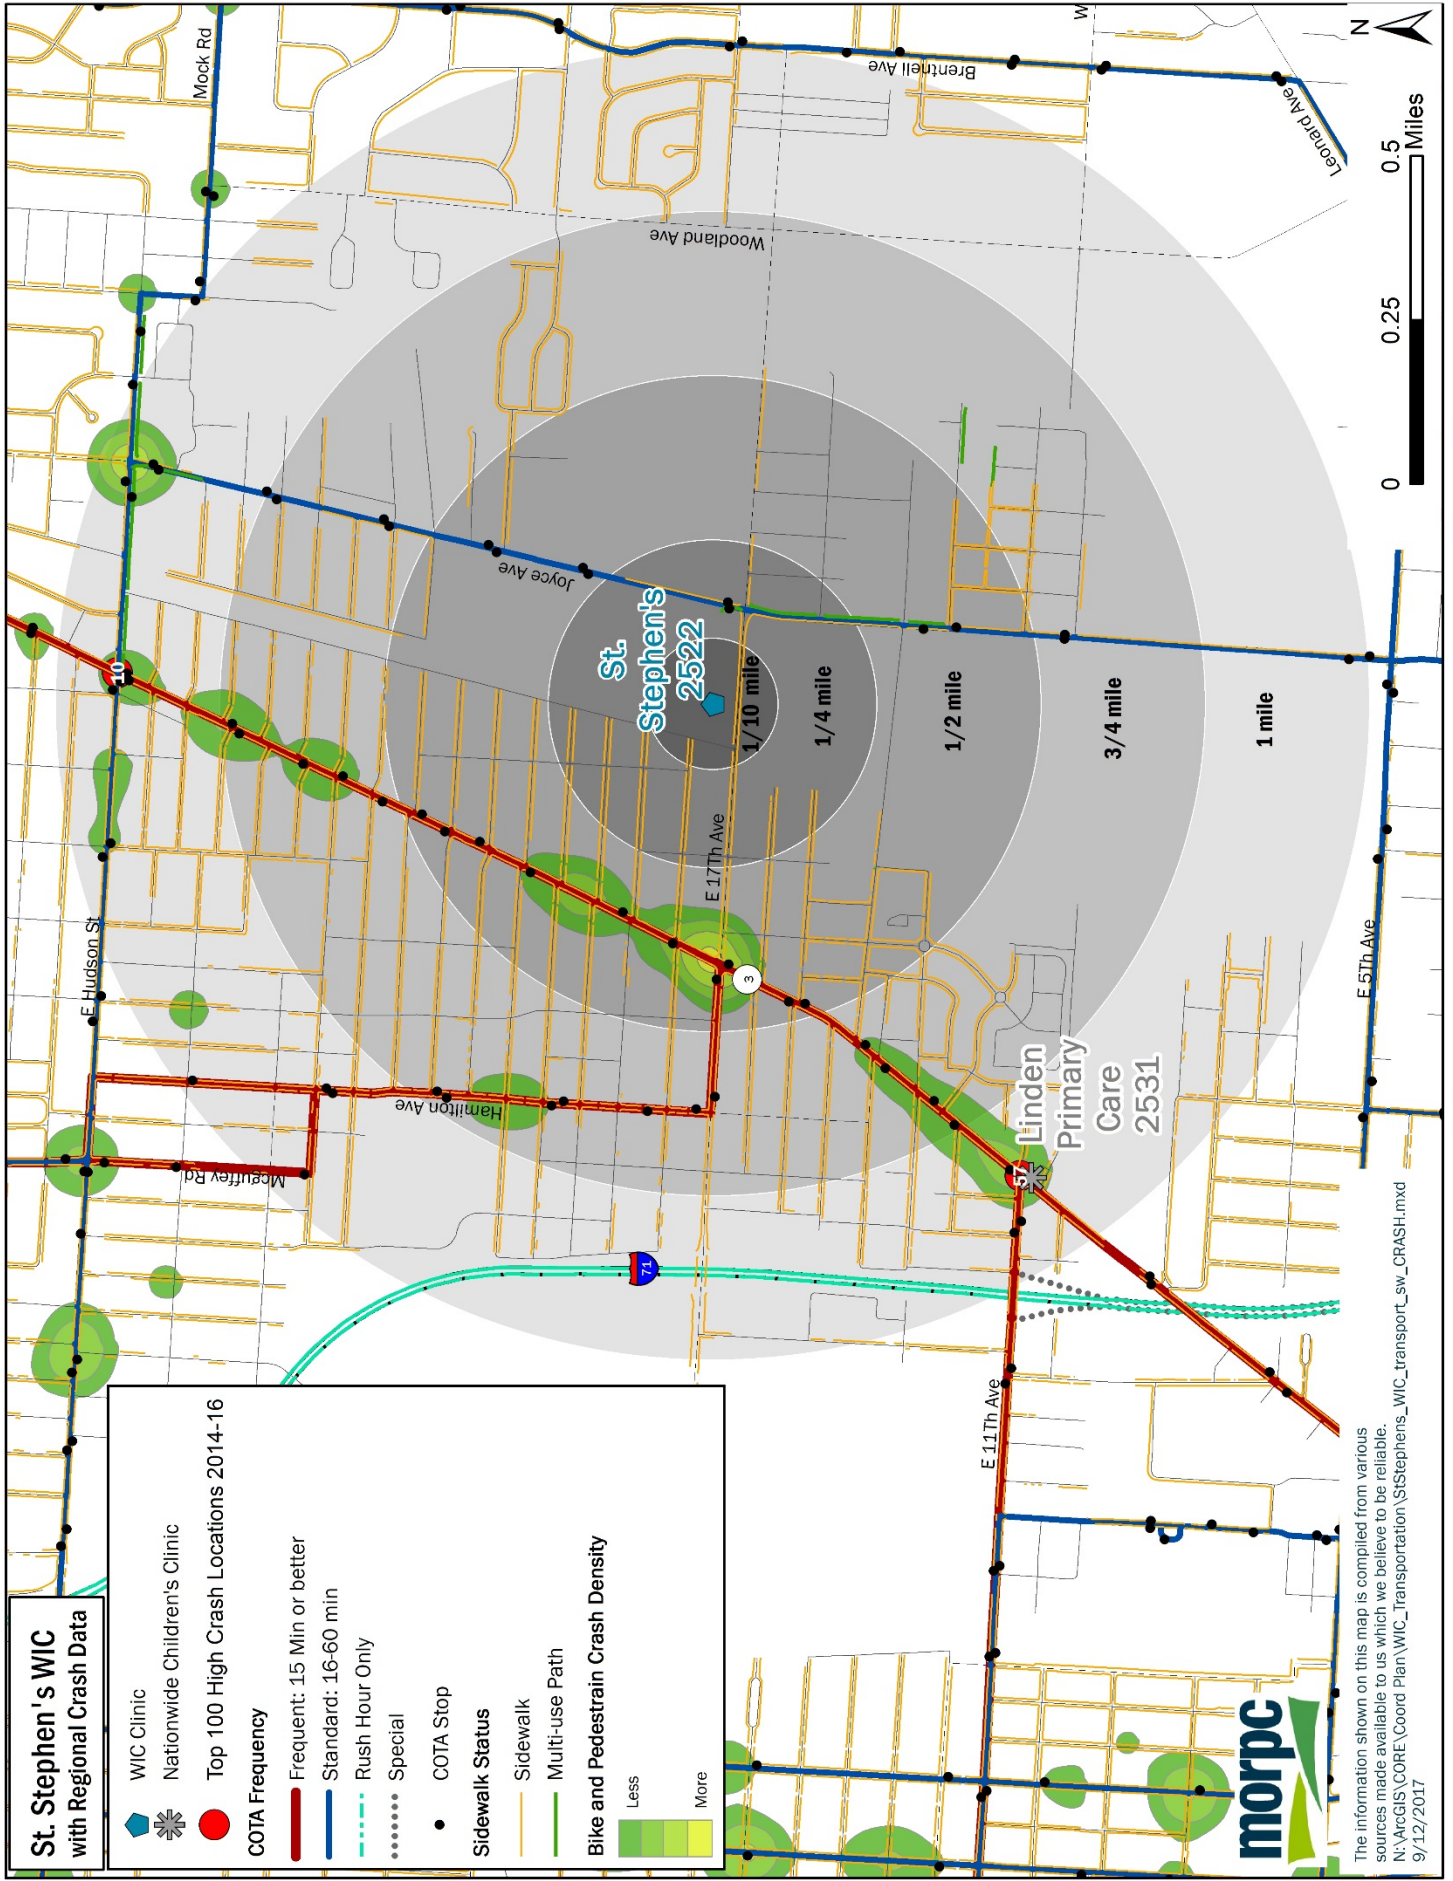 St. Stephen's WIC
with Regional Crash Data
WIC Clinic
Nationwide Children's Clinic
Top 100 High Crash Locations 2014-16
COTA Frequency
Frequent: 15 Min or better
Standard: 16-60 min
Rush Hour Only
Special
COTA Stop
Sidewalk Status
Sidewalk
Multi-use Path
Bike and Pedestrain Crash Density
Less
More
Mock Rd
E Hudson St
10
Mcguffey Rd
Hamilton Ave
Joyce Ave
Brentnell Ave
Woodland Ave
Leonard Ave
W
71
St.
Stephen's
2522
E 17Th Ave
3
1/10 mile
1/4 mile
1/2 mile
3/4 mile
1 mile
57
Linden
Primary
Care
2531
E 11Th Ave
E 5Th Ave
N
0 0.25 0.5
Miles
morpc
The information shown on this map is compiled from various
sources made available to us which we believe to be reliable.
N:\ArcGIS\CORE\Coord Plan\WIC_Transportation\StStephens_WIC_transport_sw_CRASH.mxd
9/12/2017